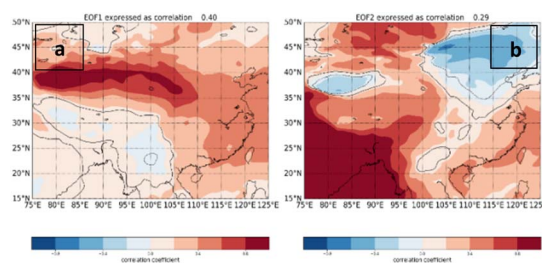 EOF1 expressed as correlation 0.40
EOF2 expressed as correlation 0.29
a
b
50°N
45°N
40°N
35°N
30°N
25°N
20°N
15°N
75°E 80°E 85°E 90°E 95°E 100°E 105°E 110°E 115°E 120°E 125°E
50°N
45°N
40°N
35°N
30°N
25°N
20°N
15°N
75°E 80°E 85°E 90°E 95°E 100°E 105°E 110°E 115°E 120°E 125°E
correlation coefficient
correlation coefficient